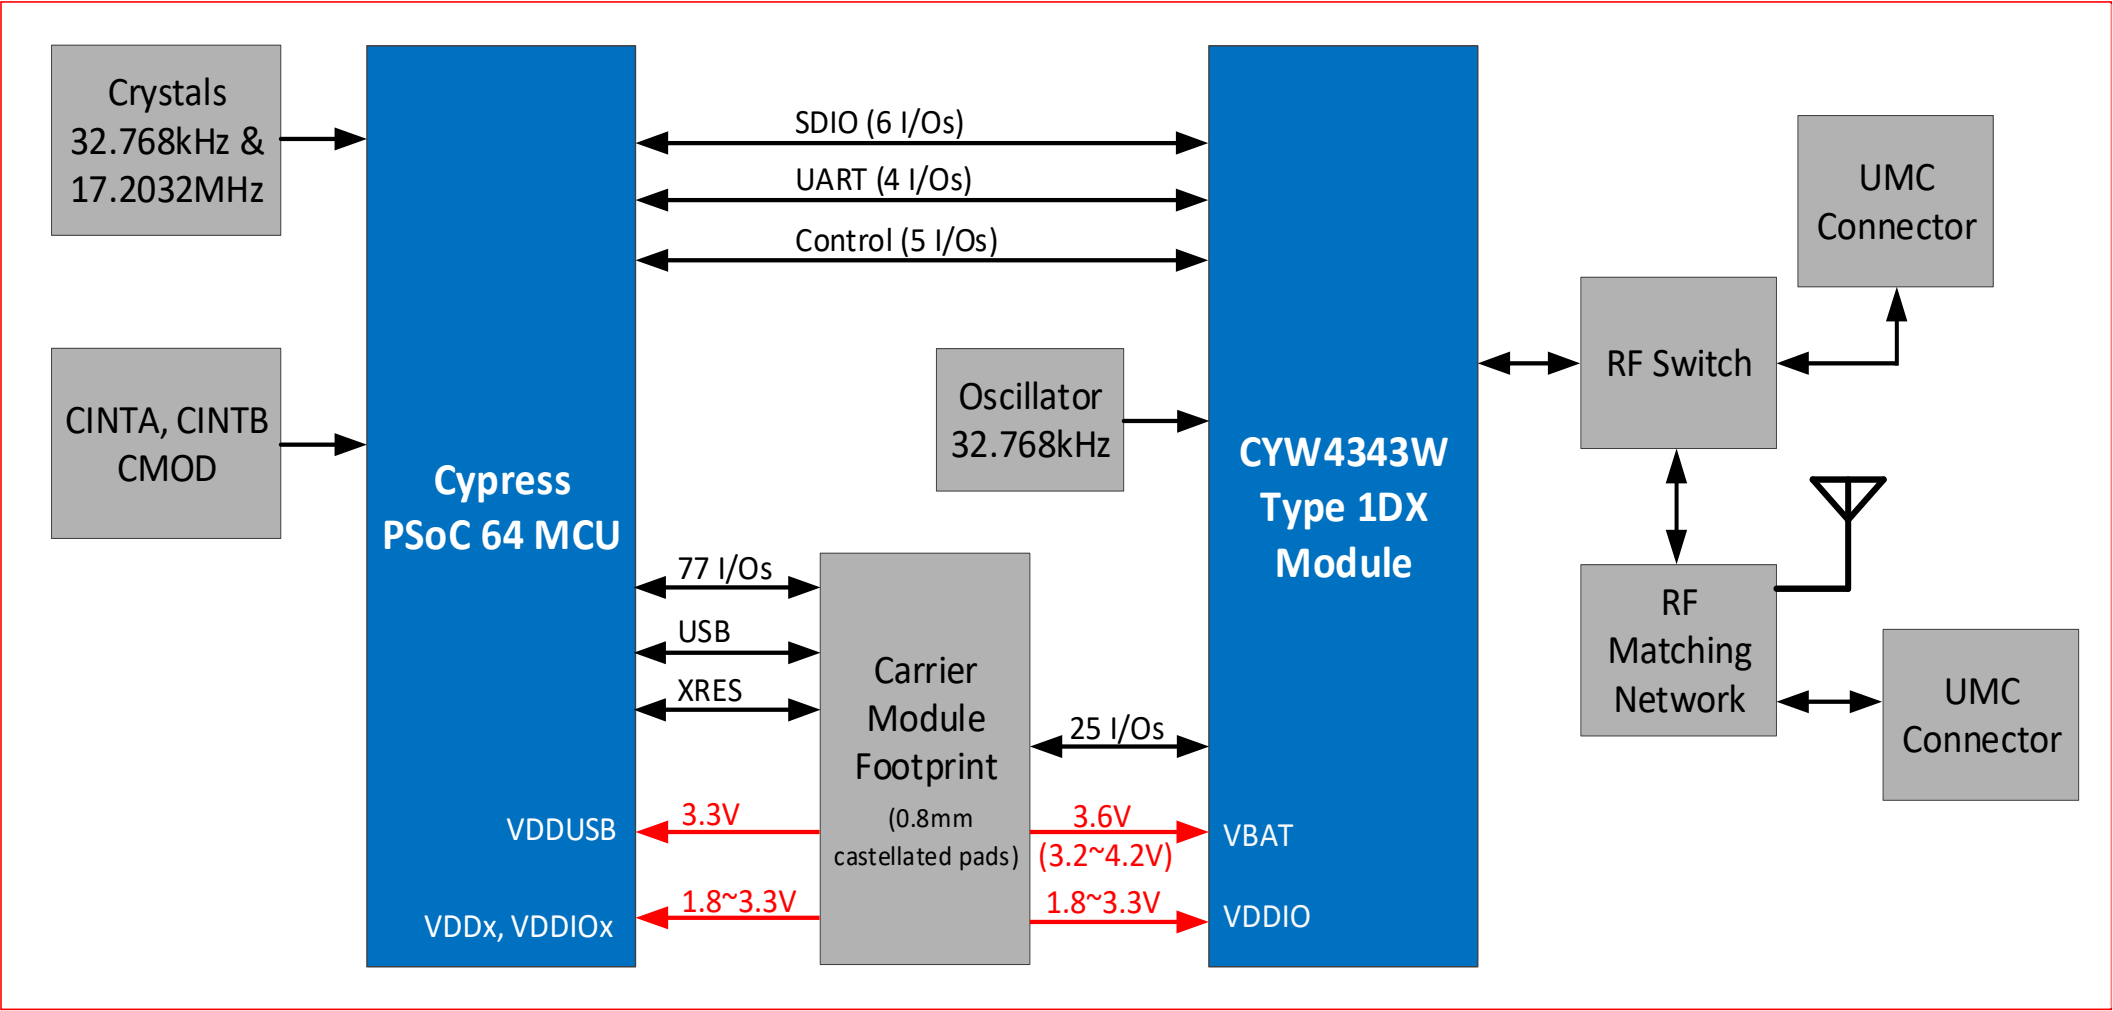 Crystals
32.768kHz &
17.2032MHz
CINTA, CINTB
CMOD
Cypress
PSoC 64 MCU
VDDUSB
VDDx, VDDIOx
SDIO (6 I/Os)
UART (4 I/Os)
Control (5 I/Os)
Oscillator
32.768kHz
77 I/Os
USB
XRES
3.3V
1.8~3.3V
Carrier
Module
Footprint
(0.8mm
castellated pads)
25 I/Os
3.6V
(3.2~4.2V)
1.8~3.3V
CYW4343W
Type 1DX
Module
VBAT
VDDIO
RF Switch
UMC
Connector
RF
Matching
Network
UMC
Connector